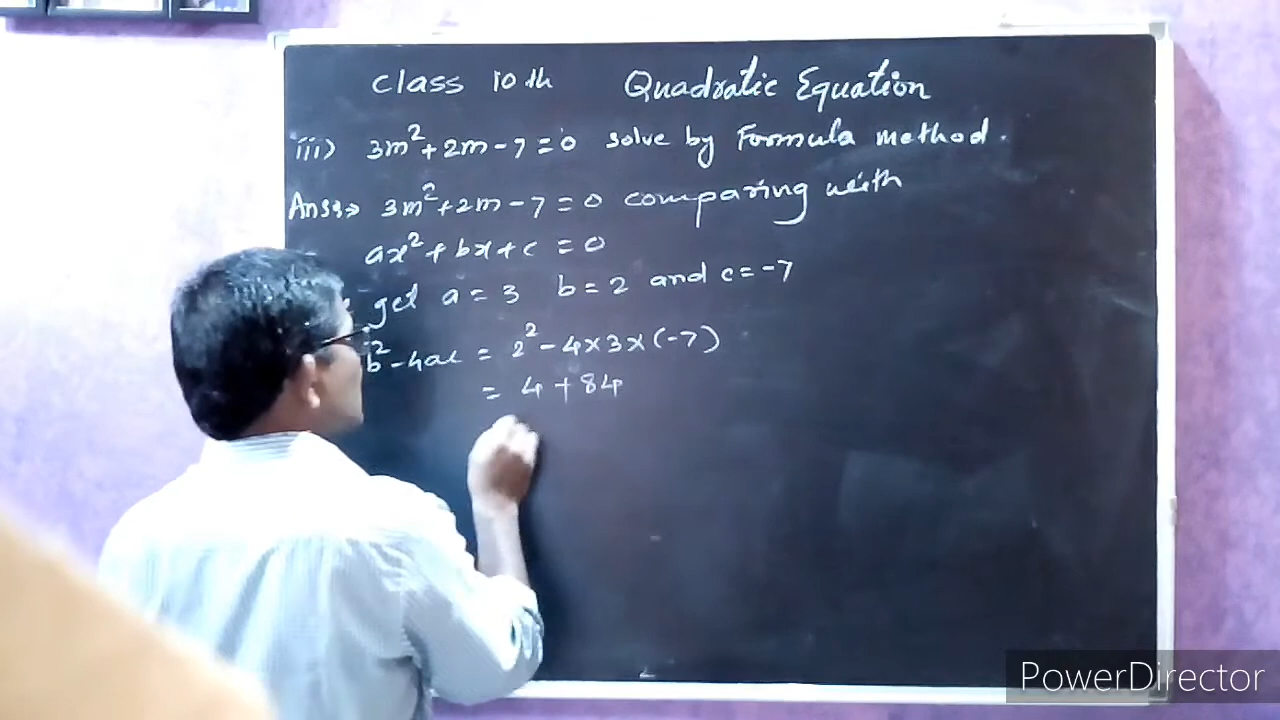 Class 10th Quadratic Equation
iii) 3m²+2m-7=0 solve by Formula method.
Ans:→ 3m²+2m-7=0 comparing with
ax²+bx+c=0
get a=3 b=2 and c=-7
b²-4ac = 2²-4×3×(-7)
= 4+84
PowerDirector